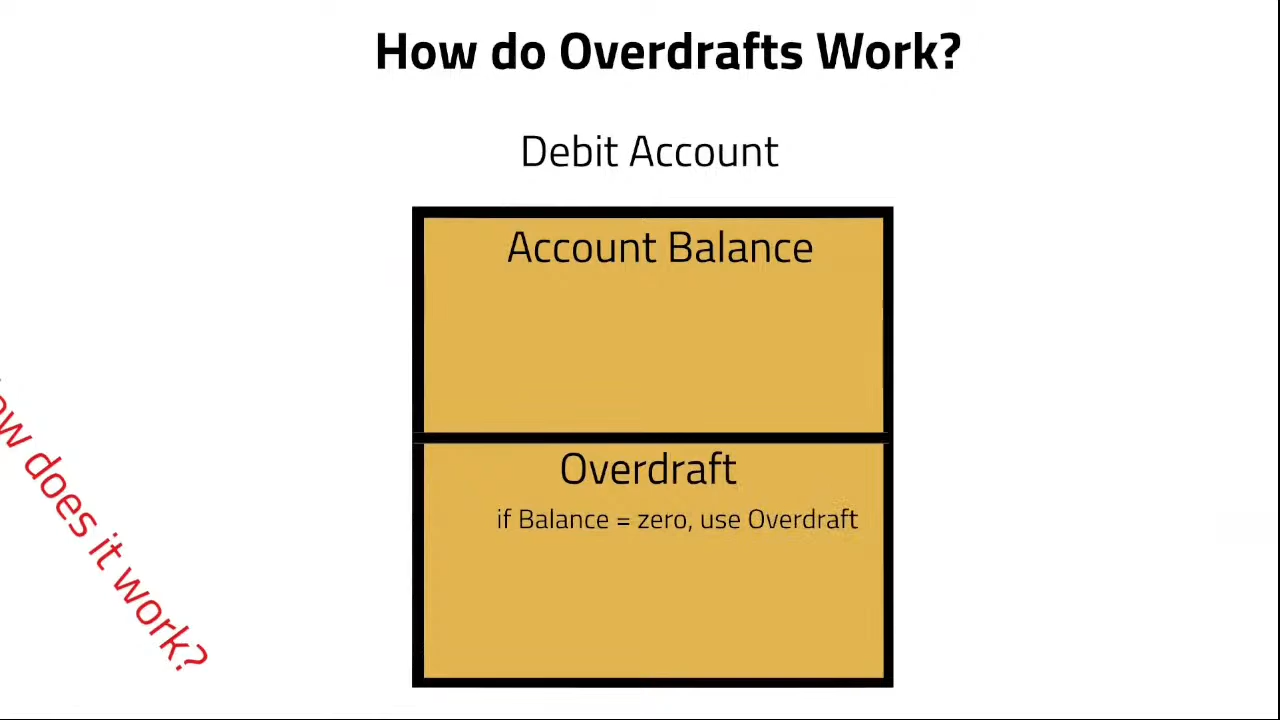 How do Overdrafts Work?
Debit Account
Account Balance
Overdraft
if Balance = zero, use Overdraft
does it work?